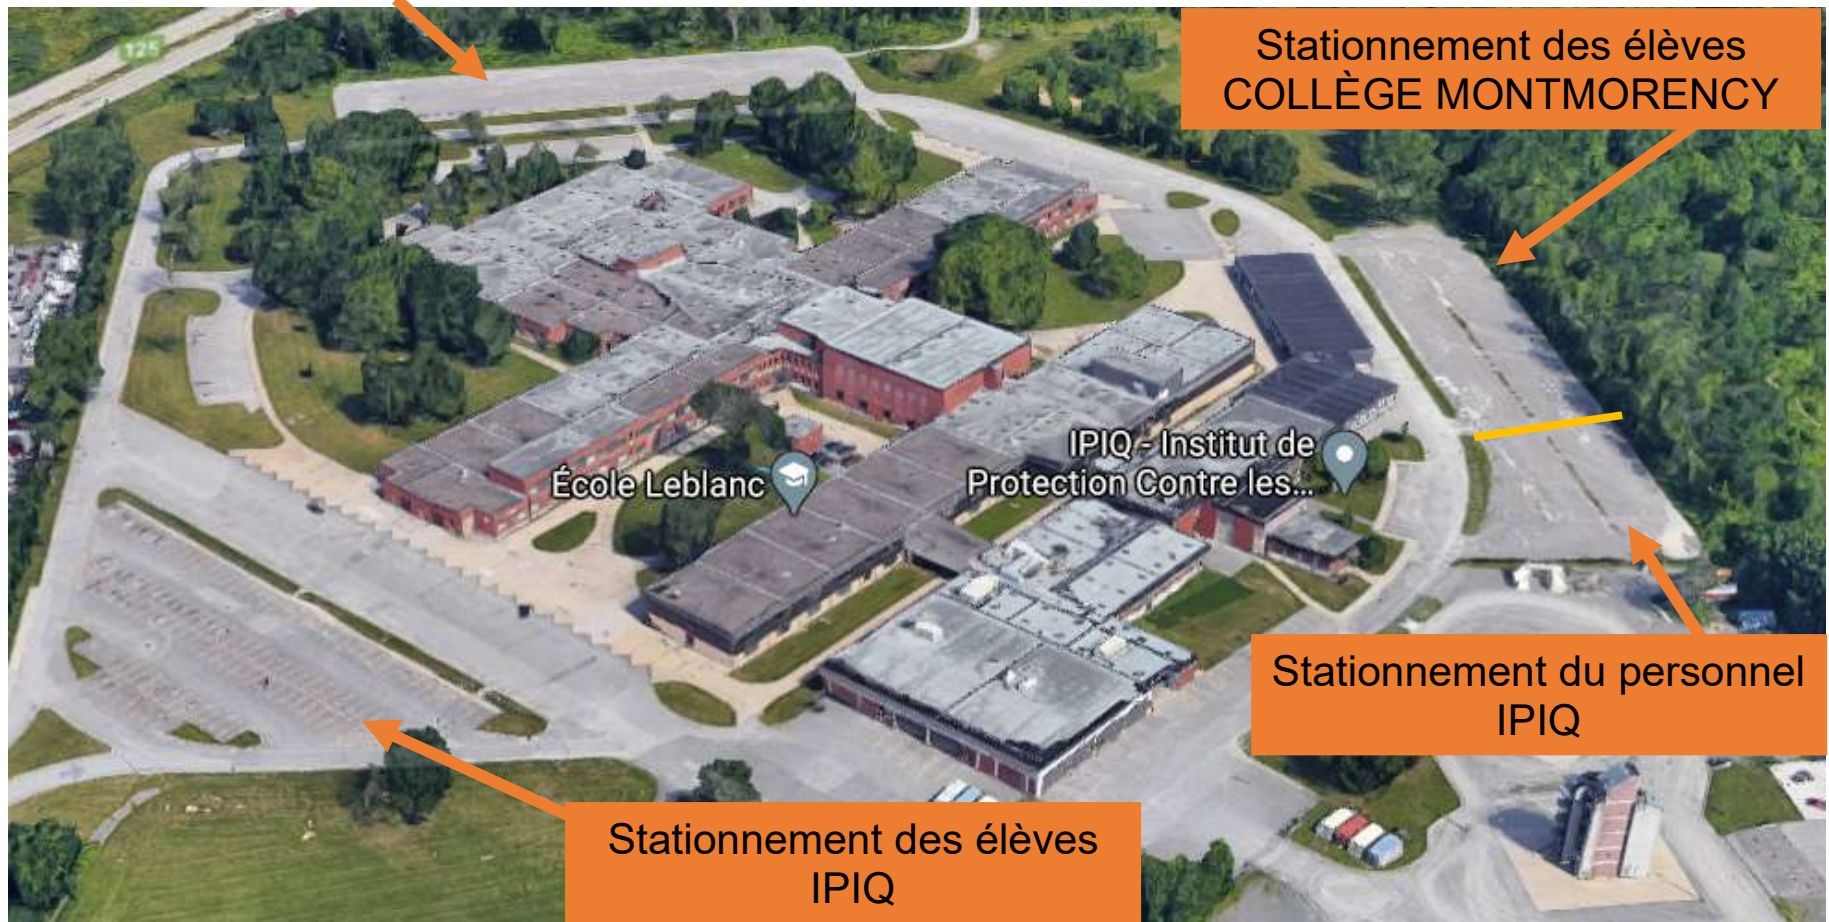 125
Stationnement des élèves
COLLÈGE MONTMORENCY
École Leblanc
IPIQ - Institut de
Protection Contre les...
Stationnement du personnel
IPIQ
Stationnement des élèves
IPIQ